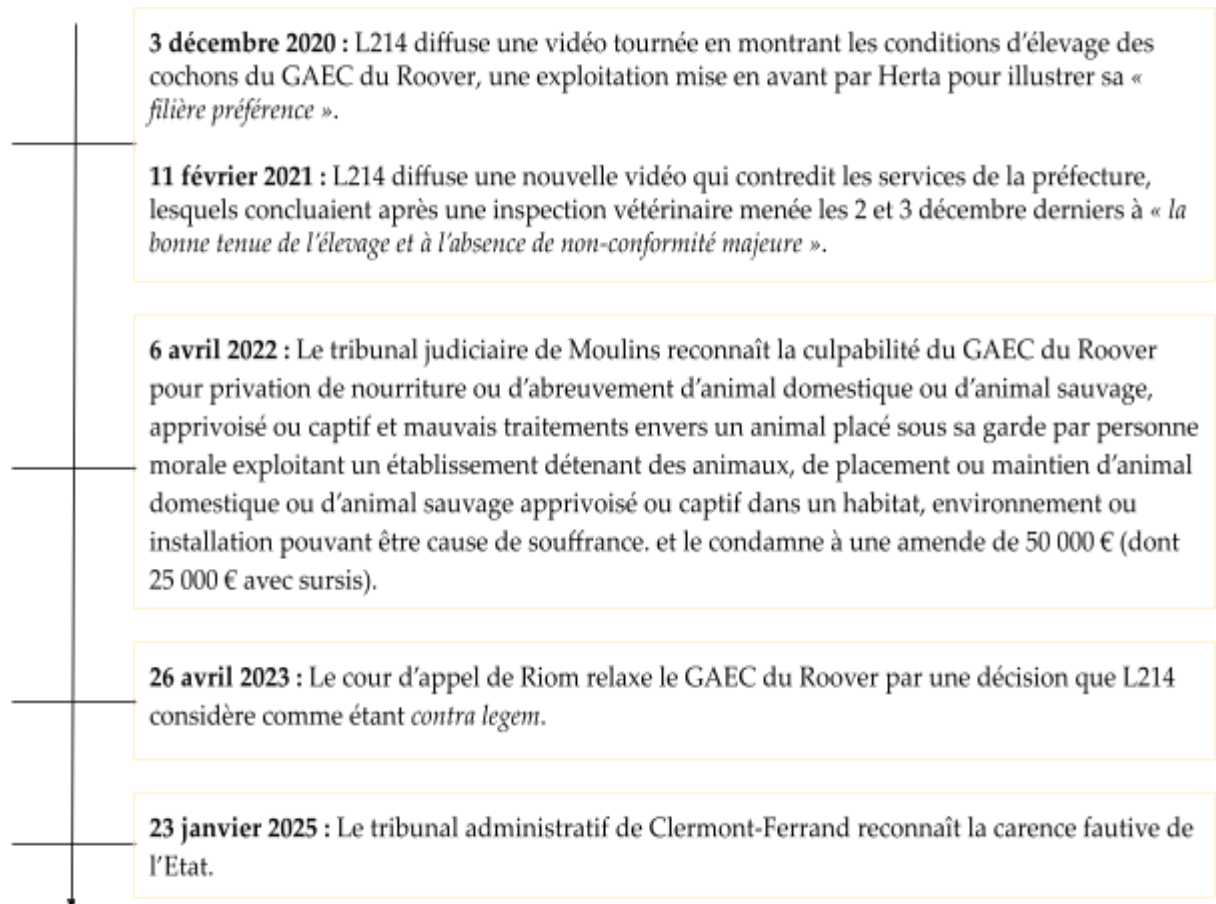 3 décembre 2020 : L214 diffuse une vidéo tournée en montrant les conditions d’élevage des
cochons du GAEC du Roover, une exploitation mise en avant par Herta pour illustrer sa «
filière préférence ».
11 février 2021 : L214 diffuse une nouvelle vidéo qui contredit les services de la préfecture,
lesquels concluaient après une inspection vétérinaire menée les 2 et 3 décembre derniers à « la
bonne tenue de l’élevage et à l’absence de non-conformité majeure ».
6 avril 2022 : Le tribunal judiciaire de Moulins reconnaît la culpabilité du GAEC du Roover
pour privation de nourriture ou d’abreuvement d’animal domestique ou d’animal sauvage,
apprivoisé ou captif et mauvais traitements envers un animal placé sous sa garde par personne
morale exploitant un établissement détenant des animaux, de placement ou maintien d’animal
domestique ou d’animal sauvage apprivoisé ou captif dans un habitat, environnement ou
installation pouvant être cause de souffrance. et le condamne à une amende de 50 000 € (dont
25 000 € avec sursis).
26 avril 2023 : Le cour d’appel de Riom relaxe le GAEC du Roover par une décision que L214
considère comme étant contra legem.
23 janvier 2025 : Le tribunal administratif de Clermont-Ferrand reconnaît la carence fautive de
l’Etat.